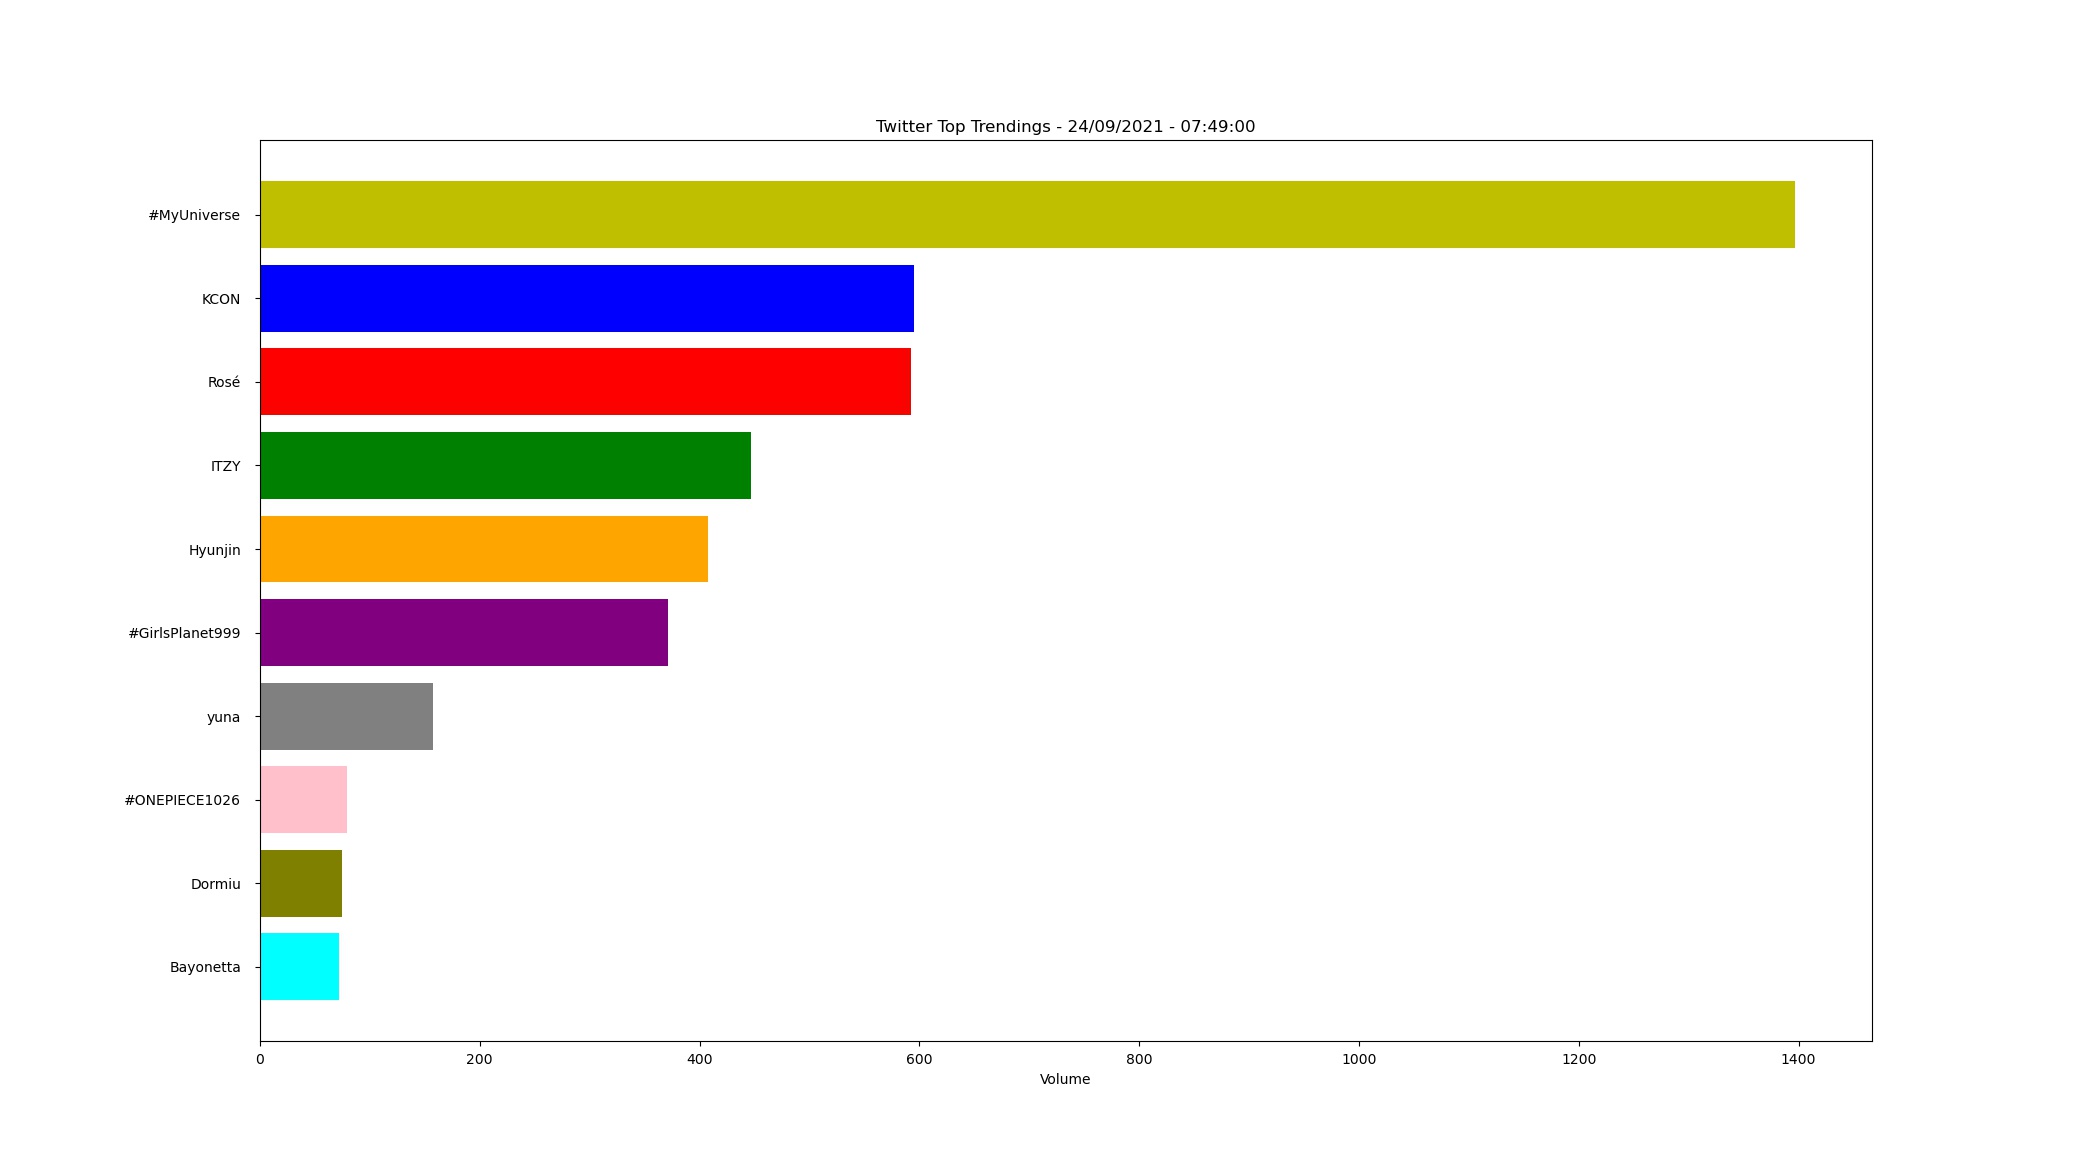 Twitter Top Trendings - 24/09/2021 - 07:49:00
#MyUniverse
KCON
Rosé
ITZY
Hyunjin
#GirlsPlanet999
yuna
#ONEPIECE1026
Dormiu
Bayonetta
0 200 400 600 800 1000 1200 1400
Volume